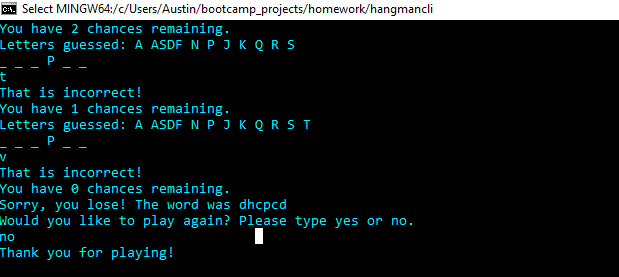 Select MINGW64:/c/Users/Austin/bootcamp_projects/homework/hangmancli
You have 2 chances remaining.
Letters guessed: A ASDF N P J K Q R S
_ _ _ P _ _
t
That is incorrect!
You have 1 chances remaining.
Letters guessed: A ASDF N P J K Q R S T
_ _ _ P _ _
v
That is incorrect!
You have 0 chances remaining.
Sorry, you lose! The word was dhcpcd
Would you like to play again? Please type yes or no.
no
Thank you for playing!